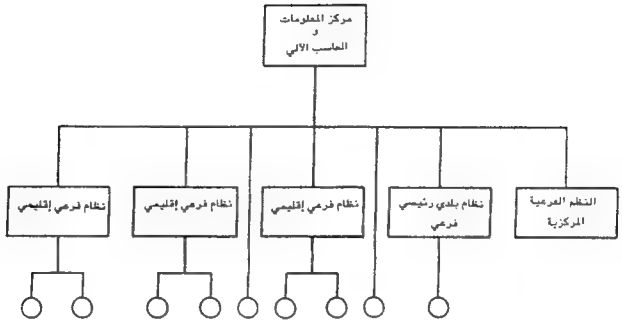 مركز المعلومات
و
الحاسب الآلي
النظم الفرعية
المركزية
نظام بلدي رئيسي
فرعي
نظام فرعي إقليمي
نظام فرعي إقليمي
نظام فرعي إقليمي